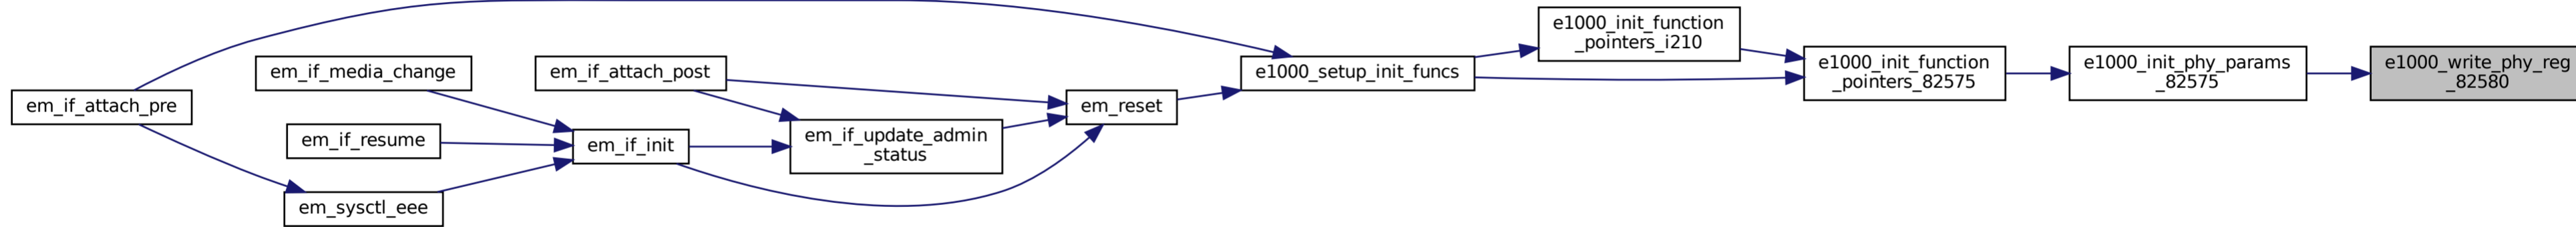 em_if_attach_pre
em_if_media_change
em_if_resume
em_sysctl_eee
em_if_attach_post
em_if_init
em_if_update_admin
_status
em_reset
e1000_setup_init_funcs
e1000_init_function
_pointers_i210
e1000_init_function
_pointers_82575
e1000_init_phy_params
_82575
e1000_write_phy_reg
_82580